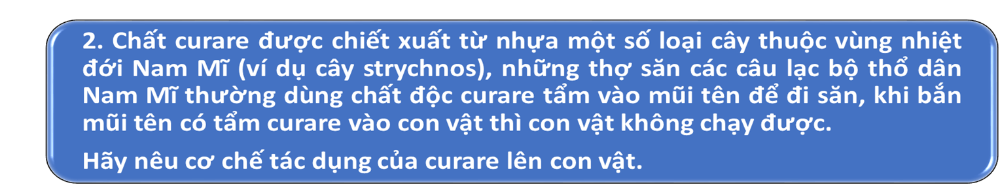 2. Chất curare được chiết xuất từ nhựa một số loại cây thuộc vùng nhiệt
đới Nam Mĩ (ví dụ cây strychnos), những thợ săn các câu lạc bộ thổ dân
Nam Mĩ thường dùng chất độc curare tẩm vào mũi tên để đi săn, khi bắn
mũi tên có tẩm curare vào con vật thì con vật không chạy được.
Hãy nêu cơ chế tác dụng của curare lên con vật.